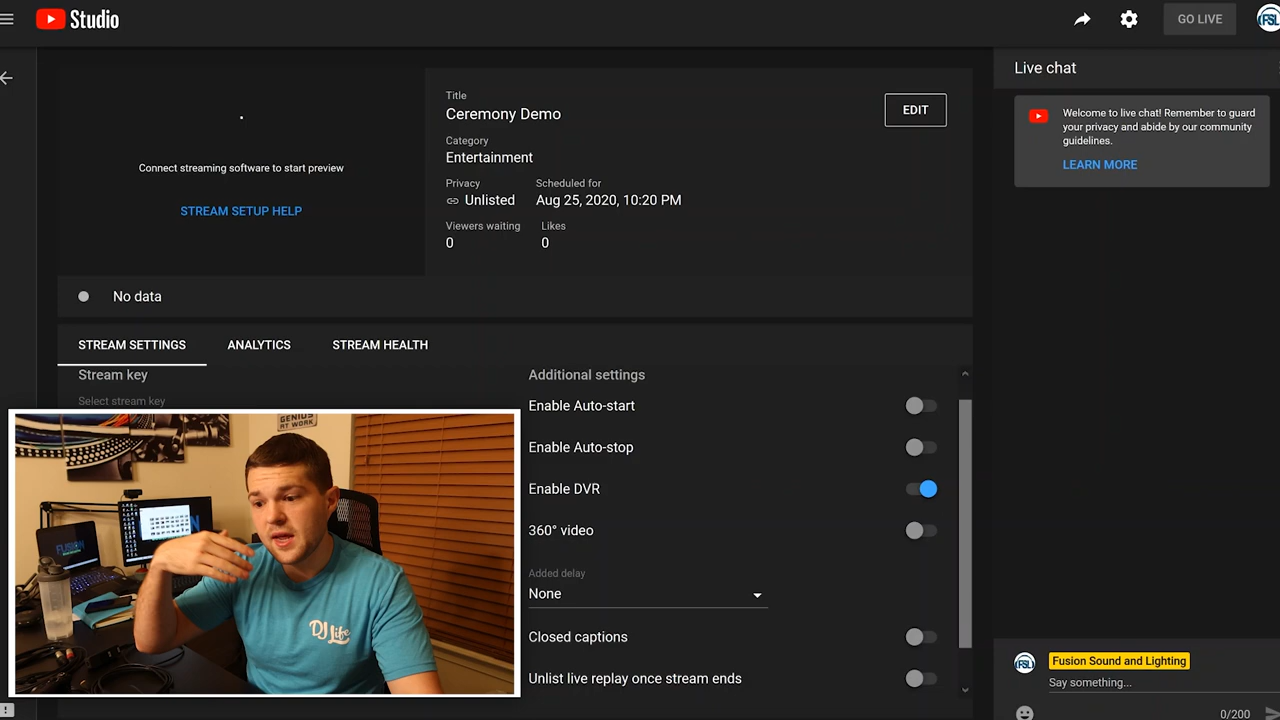 Studio
GO LIVE
FSL
Live chat
Title
Ceremony Demo
EDIT
Category
Entertainment
Privacy
Scheduled for
Unlisted
Aug 25, 2020, 10:20 PM
Viewers waiting
Likes
0
0
Connect streaming software to start preview
STREAM SETUP HELP
Welcome to live chat! Remember to guard
your privacy and abide by our community
guidelines.
LEARN MORE
No data
STREAM SETTINGS
ANALYTICS
STREAM HEALTH
Stream key
Select stream key
Additional settings
Enable Auto-start
Enable Auto-stop
Enable DVR
360° video
Added delay
None
Closed captions
Unlist live replay once stream ends
GENIUS
AT WORK
FUSION
DJ Life
FSL
Fusion Sound and Lighting
Say something...
0/200